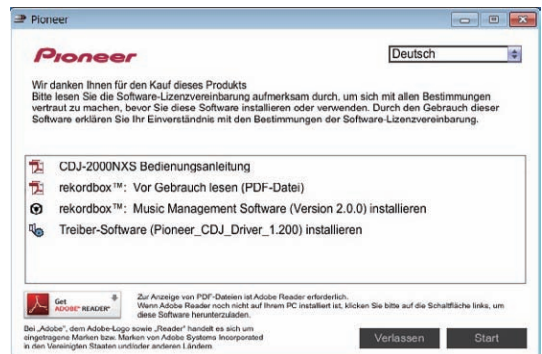 Pioneer
Pioneer
Deutsch
Wir danken Ihnen für den Kauf dieses Produkts
Bitte lesen Sie die Software-Lizenzvereinbarung aufmerksam durch, um sich mit allen Bestimmungen
vertraut zu machen, bevor Sie diese Software installieren oder verwenden. Durch den Gebrauch dieser
Software erklären Sie Ihr Einverständnis mit den Bestimmungen der Software-Lizenzvereinbarung.
CDJ-2000NXS Bedienungsanleitung
rekordbox™: Vor Gebrauch lesen (PDF-Datei)
rekordbox™: Music Management Software (Version 2.0.0) installieren
Treiber-Software (Pioneer_CDJ_Driver_1.200) installieren
Get
ADOBE® READER®
Zur Anzeige von PDF-Dateien ist Adobe Reader erforderlich.
Wenn Adobe Reader noch nicht auf Ihrem PC installiert ist, klicken Sie bitte auf die Schaltfläche links, um
diese Software herunterzuladen.
Bei „Adobe", dem Adobe-Logo sowie „Reader" handelt es sich um
eingetragene Marken bzw. Marken von Adobe Systems Incorporated
in den Vereinigten Staaten und/oder anderen Ländern.
Verlassen
Start